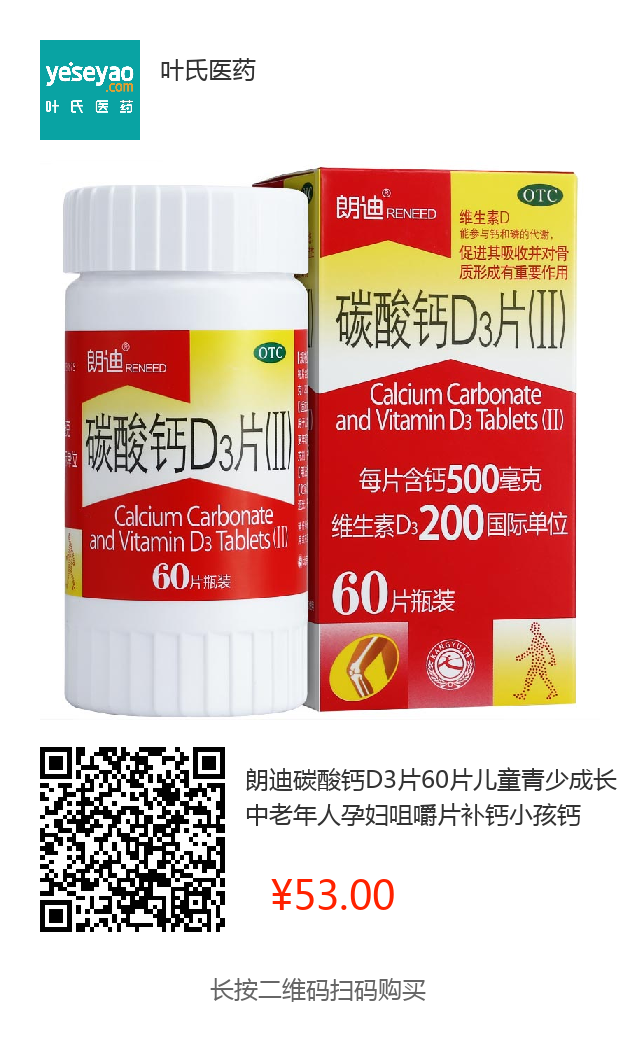 yeseyao
.com
叶氏医药
叶氏医药
朗迪®
RENEED
OTC
维生素D
能参与钙和磷的代谢，
促进其吸收并对骨
质形成有重要作用
碳酸钙D3片(II)
Calcium Carbonate
and Vitamin D3 Tablets (II)
每片含钙500毫克
维生素D3 200国际单位
60片瓶装
KANGYUAN
朗迪®
RENEED
OTC
碳酸钙D3片(II)
Calcium Carbonate
and Vitamin D3 Tablets (II)
60片瓶装
朗迪碳酸钙D3片60片儿童青少成长
中老年人孕妇咀嚼片补钙小孩钙
¥53.00
长按二维码扫码购买